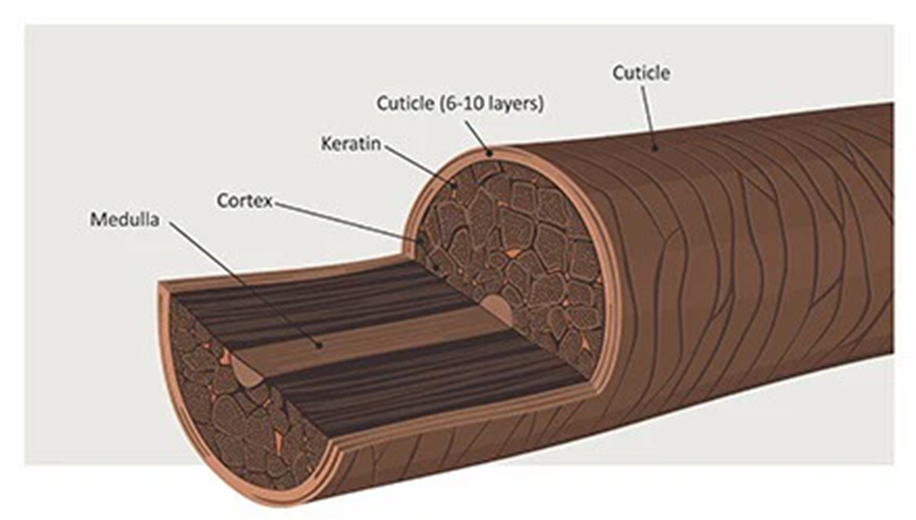 Cuticle
Cuticle (6-10 layers)
Keratin
Cortex
Medulla